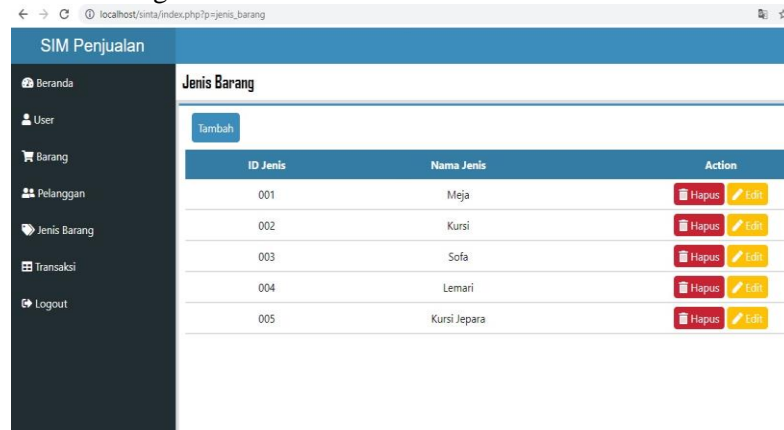 localhost/sinta/index.php?p=jenis_barang
SIM Penjualan
Beranda
User
Barang
Pelanggan
Jenis Barang
Transaksi
Logout
Jenis Barang
Tambah
ID Jenis Nama Jenis Action
001 Meja Hapus Edit
002 Kursi Hapus Edit
003 Sofa Hapus Edit
004 Lemari Hapus Edit
005 Kursi Jepara Hapus Edit